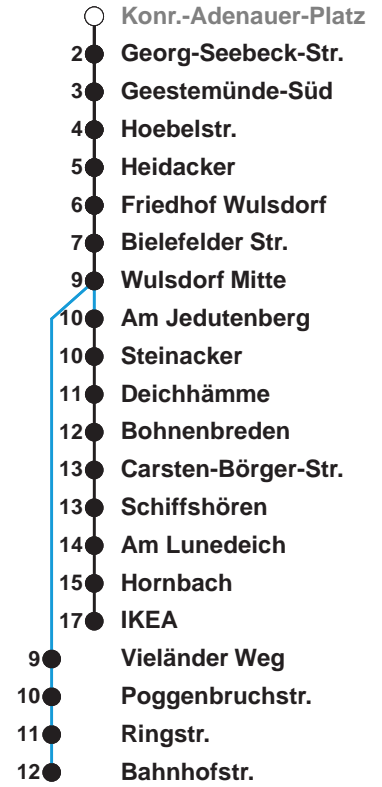 Konr.-Adenauer-Platz
2 Georg-Seebeck-Str.
3 Geestemünde-Süd
4 Hoebelstr.
5 Heidacker
6 Friedhof Wulsdorf
7 Bielefelder Str.
9 Wulsdorf Mitte
10 Am Jedutenberg
10 Steinacker
11 Deichhämme
12 Bohnenbreden
13 Carsten-Börger-Str.
13 Schiffshören
14 Am Lunedeich
15 Hornbach
17 IKEA
9 Vieländer Weg
10 Poggenbruchstr.
11 Ringstr.
12 Bahnhofstr.